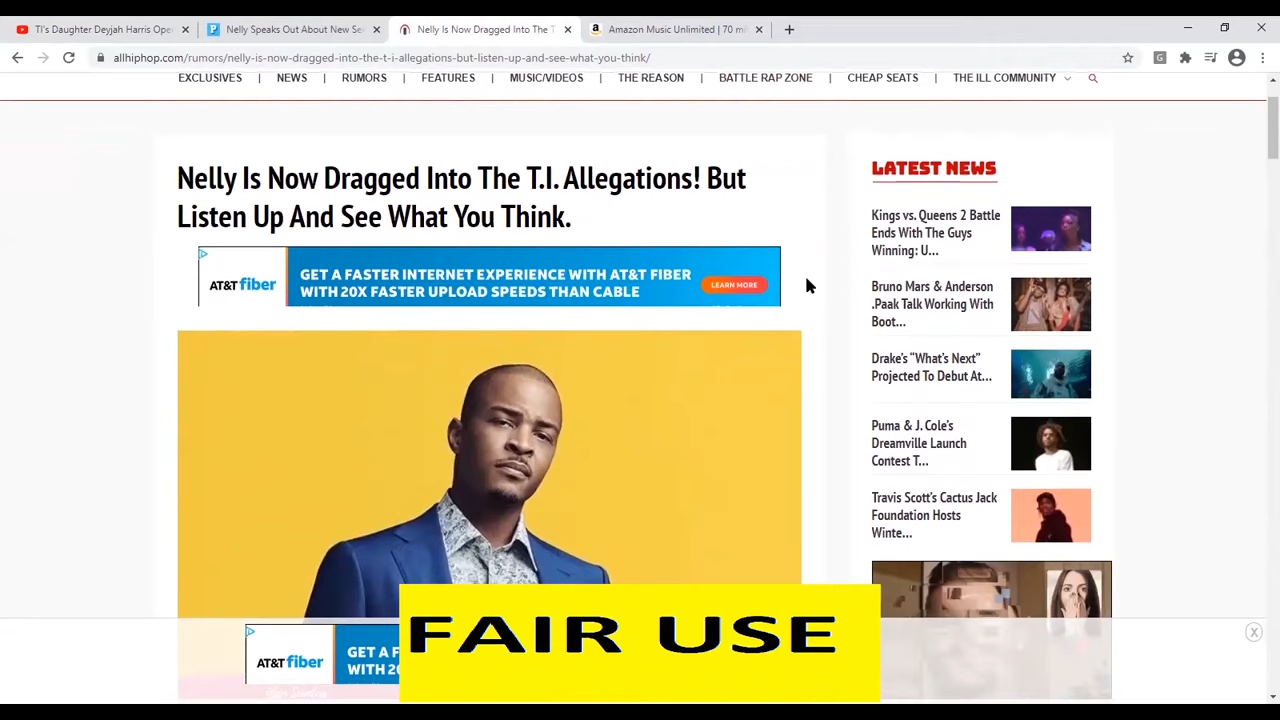 TI's Daughter Deyjah Harris Ope
Nelly Speaks Out About New Se
Nelly Is Now Dragged Into The T
Amazon Music Unlimited | 70 mi
allhiphop.com/rumors/nelly-is-now-dragged-into-the-t-i-allegations-but-listen-up-and-see-what-you-think/
EXCLUSIVES | NEWS | RUMORS | FEATURES | MUSIC/VIDEOS | THE REASON | BATTLE RAP ZONE | CHEAP SEATS | THE ILL COMMUNITY
Nelly Is Now Dragged Into The T.I. Allegations! But
Listen Up And See What You Think.
AT&T fiber
GET A FASTER INTERNET EXPERIENCE WITH AT&T FIBER
WITH 20X FASTER UPLOAD SPEEDS THAN CABLE
LEARN MORE
LATEST NEWS
Kings vs. Queens 2 Battle
Ends With The Guys
Winning: U...
Bruno Mars & Anderson
.Paak Talk Working With
Boot...
Drake's “What's Next”
Projected To Debut At...
Puma & J. Cole's
Dreamville Launch
Contest T...
Travis Scott's Cactus Jack
Foundation Hosts
Winte...
AT&T fiber
GET A F
WITH 20
FAIR USE
X